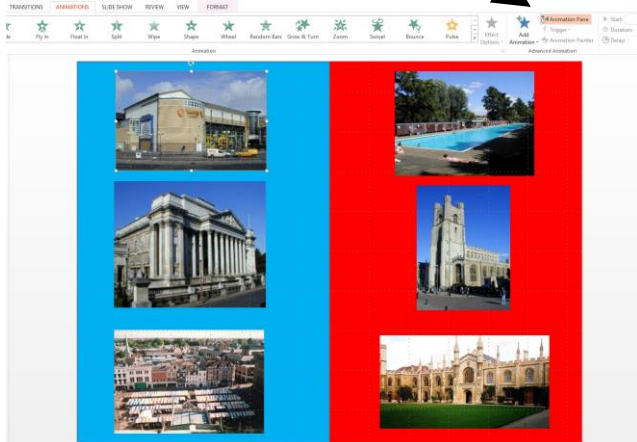 TRANSITIONS ANIMATIONS SLIDE SHOW REVIEW VIEW FORMAT
Fly In Float In Split Wipe Shape Wheel Random Bars Grow & Turn Zoom Swivel Bounce Pulse
Effect Options
Add Animation
Animation Pane
Trigger
Animation Painter
Start
Duration
Delay
Animation
Advanced Animation